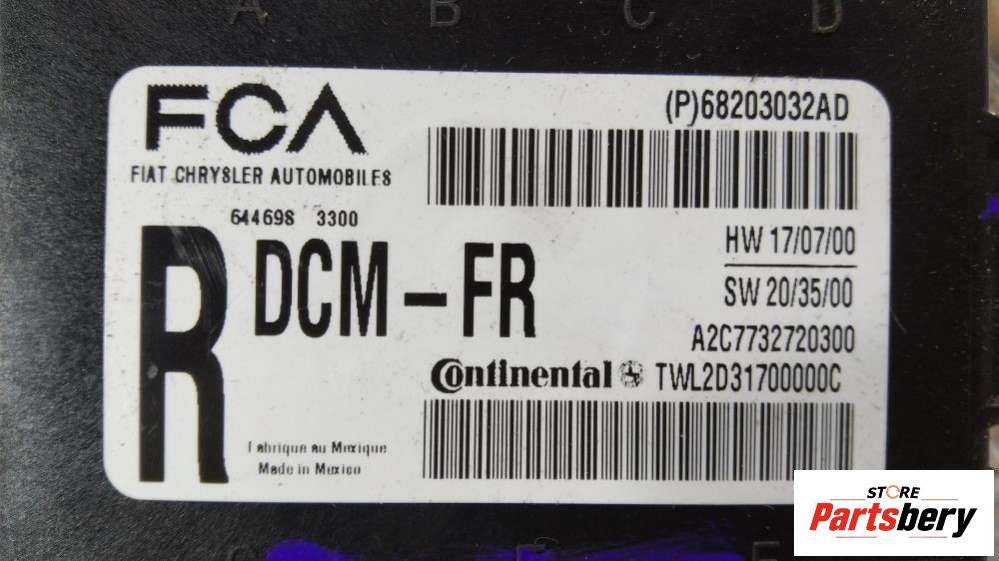 A B C D
FCA
FIAT CHRYSLER AUTOMOBILES
(P)68203032AD
64469S 3300
R
DCM-FR
HW 17/07/00
SW 20/35/00
A2C7732720300
Continental
TWL2D31700000C
Fabrique au Mexique
Made in Mexico
STORE
Partsbery